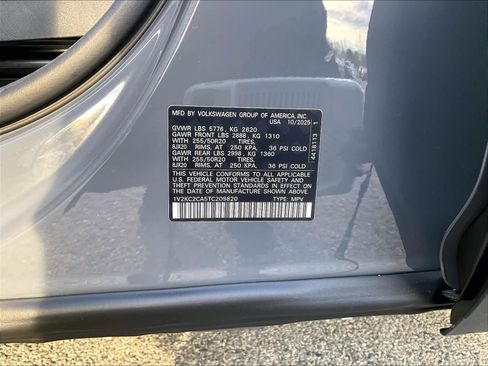 MFD BY VOLKSWAGEN GROUP OF AMERICA, INC.
USA 10/2025
GVWR LBS 5776, KG 2620
GAWR FRONT LBS 2888, KG 1310
WITH 255/50R20 TIRES,
8JX20 RIMS, AT 250 KPA, 36 PSI COLD
GAWR REAR LBS 2998, KG 1360
WITH 255/50R20 TIRES,
8JX20 RIMS, AT 250 KPA, 36 PSI COLD
THIS VEHICLE CONFORMS TO ALL APPLICABLE
U.S. FEDERAL MOTOR VEHICLE SAFETY AND
THEFT PREVENTION STANDARDS IN EFFECT ON
THE DATE OF MANUFACTURE SHOWN ABOVE
1V2KC2CA5TC209820 TYPE: MPV
4418113 1